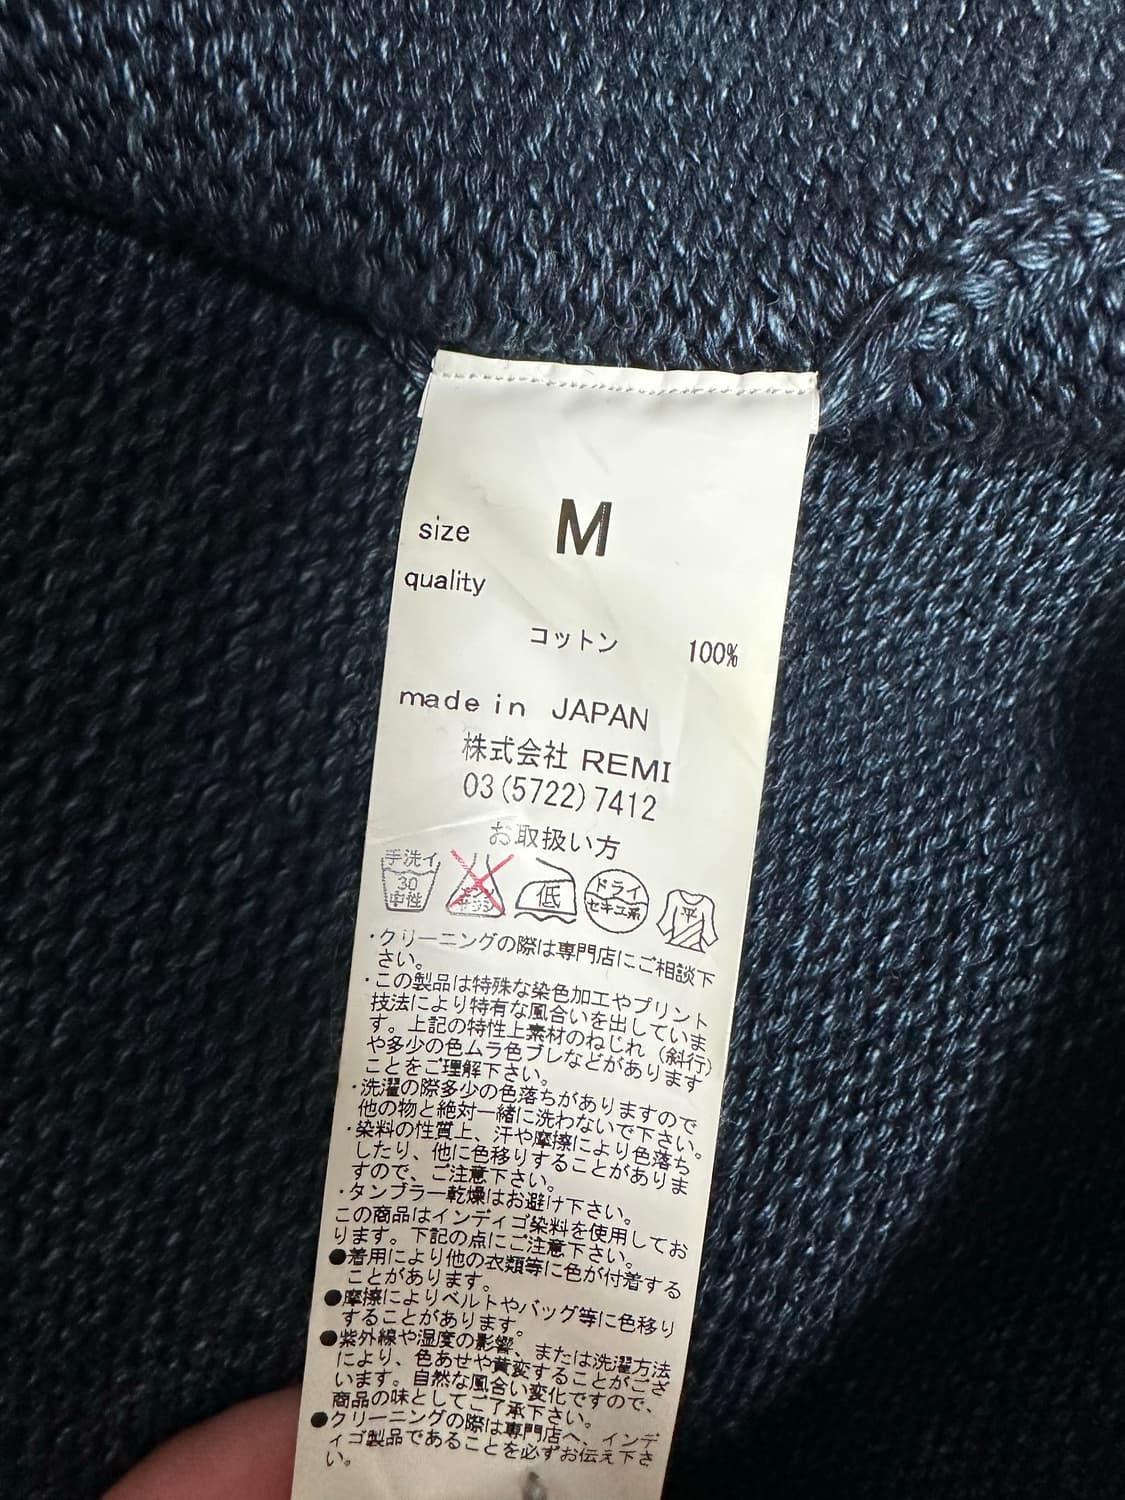 size M
quality
コットン 100%
made in JAPAN
株式会社 REMI
03(5722)7412
お取扱い方
手洗イ 30 中性
エンソ サラシ
低
ドライ セキユ系
平
・クリーニングの際は専門店にご相談下
さい。
・この製品は特殊な染色加工やプリント
技法により特有な風合いを出していま
す。上記の特性上素材のねじれ(斜行)
や多少の色ムラ色ブレなどがあります
ことをご理解下さい。
・洗濯の際多少の色落ちがありますので
他の物と絶対一緒に洗わないで下さい。
・染料の性質上、汗や摩擦により色落ち
したり、他に色移りすることがありま
すので、ご注意下さい。
・タンブラー乾燥はお避け下さい。
この商品はインディゴ染料を使用してお
ります。下記の点にご注意下さい。
●着用により他の衣類等に色が付着する
ことがあります。
●摩擦によりベルトやバッグ等に色移り
することがあります。
●紫外線や湿度の影響、または洗濯方法
により、色あせや黄変することがござ
います。自然な風合い変化ですので、
商品の味としてご了承下さい。
●クリーニングの際は専門店へ、インデ
ィゴ製品であることを必ずお伝え下さ
い。